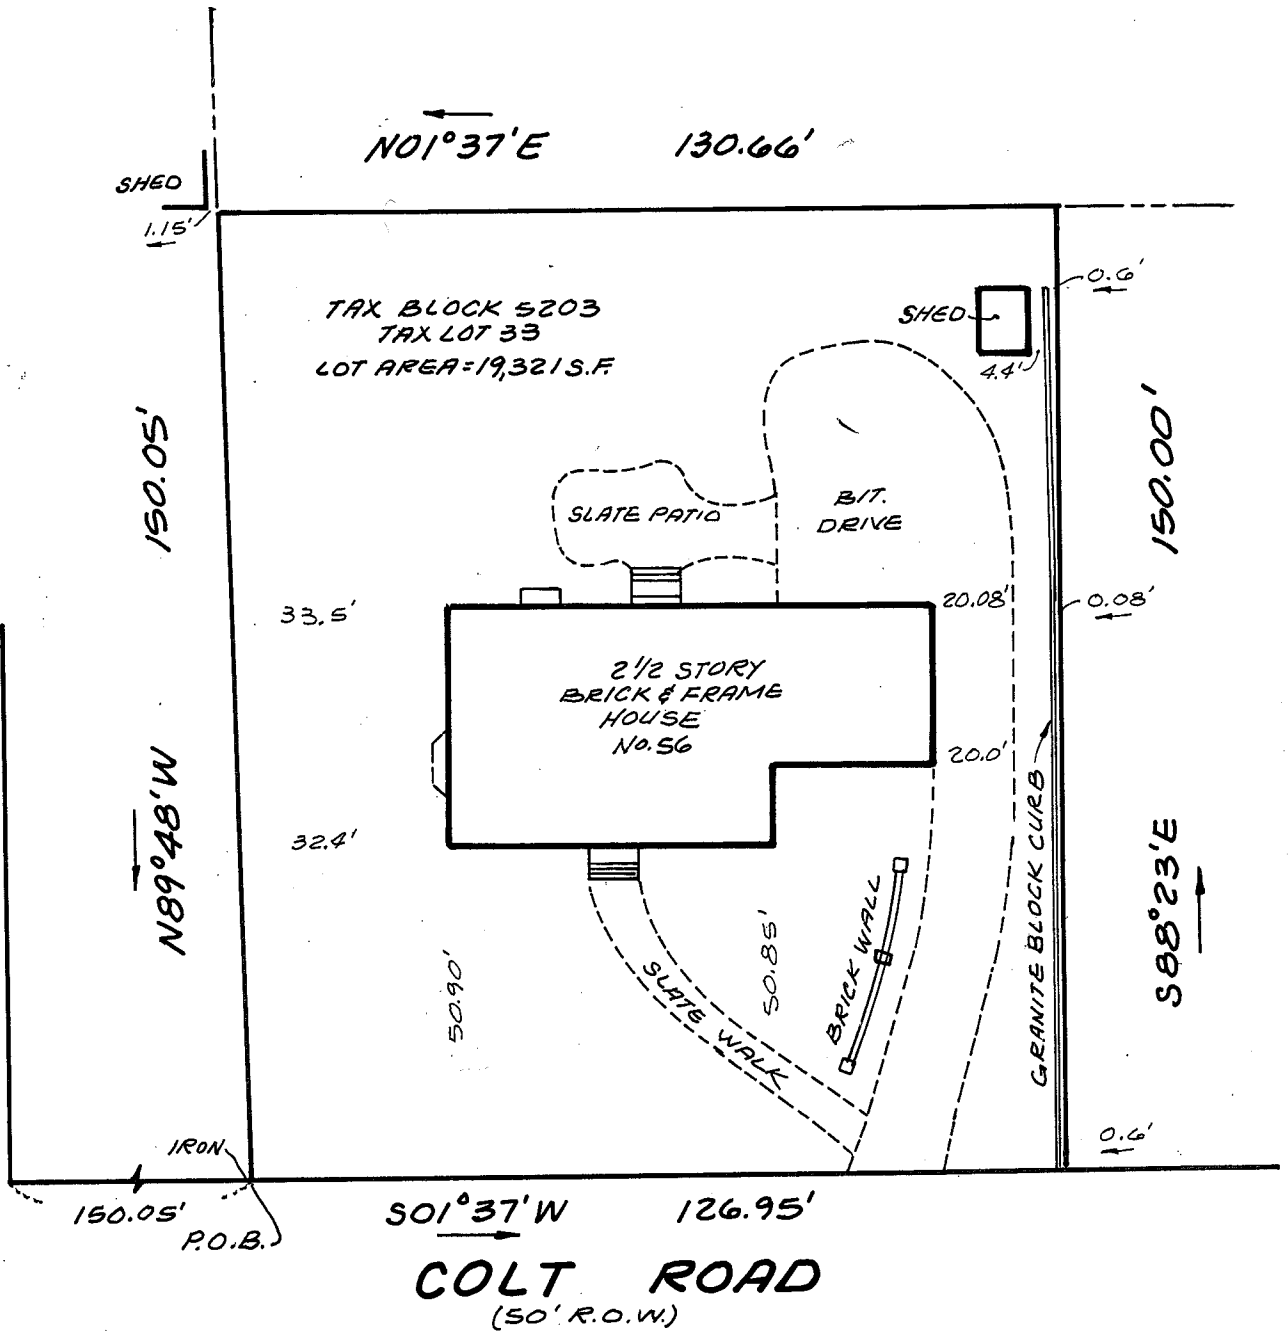 N01°37'E 130.66'
SHED
1.15'
0.6'
TAX BLOCK 5203
TAX LOT 33
LOT AREA=19,321 S.F.
SHED
4.4'
150.05'
150.00'
SLATE PATIO
BIT.
DRIVE
33.5'
20.08'
0.08'
2 1/2 STORY
BRICK & FRAME
HOUSE
No. 56
20.0'
32.4'
N89°48'W
S88°23'E
GRANITE BLOCK CURB
BRICK WALL
50.90'
50.85'
SLATE WALK
0.6'
IRON
150.05'
P.O.B.
S01°37'W 126.95'
COLT ROAD
(50' R.O.W.)